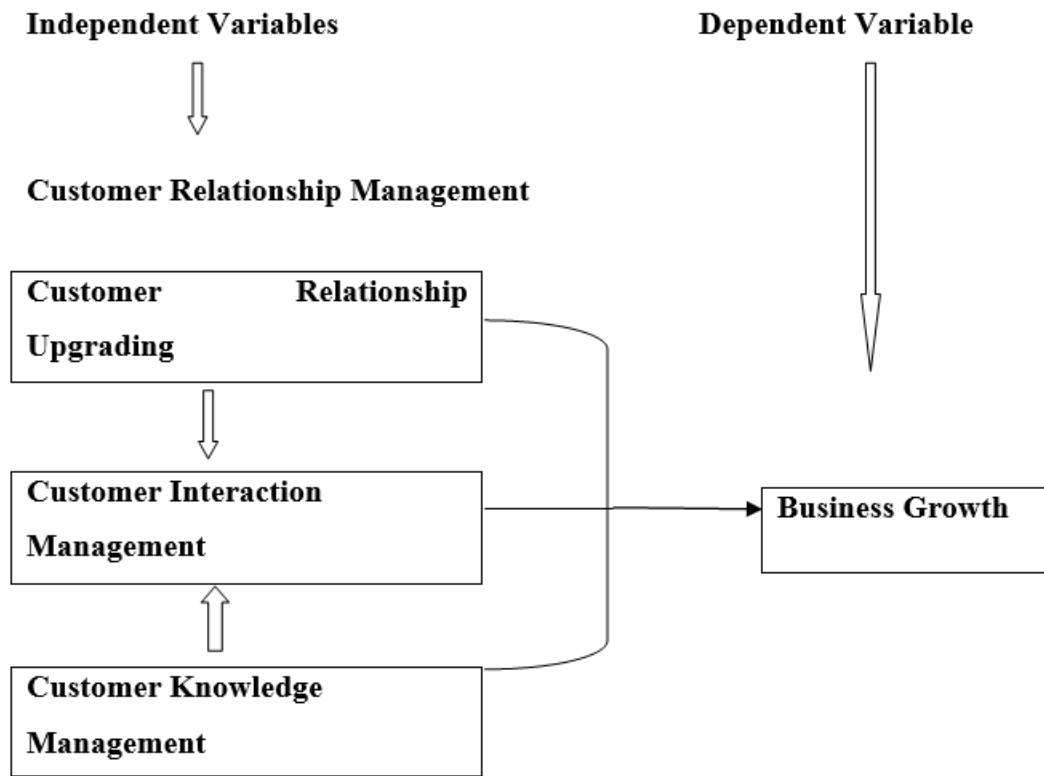 Independent Variables
Dependent Variable
Customer Relationship Management
Customer Relationship
Upgrading
Customer Interaction
Management
Business Growth
Customer Knowledge
Management